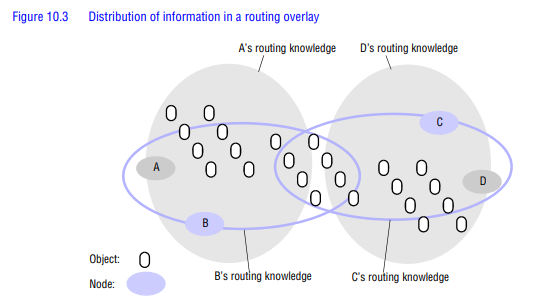 Figure 10.3 Distribution of information in a routing overlay
A's routing knowledge D's routing knowledge
C
A
D
B
Object:
B's routing knowledge C's routing knowledge
Node: